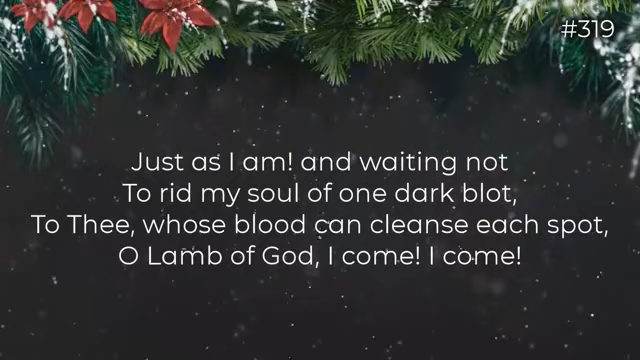 #319
Just as I am! and waiting not
To rid my soul of one dark blot,
To Thee, whose blood can cleanse each spot,
O Lamb of God, I come! I come!